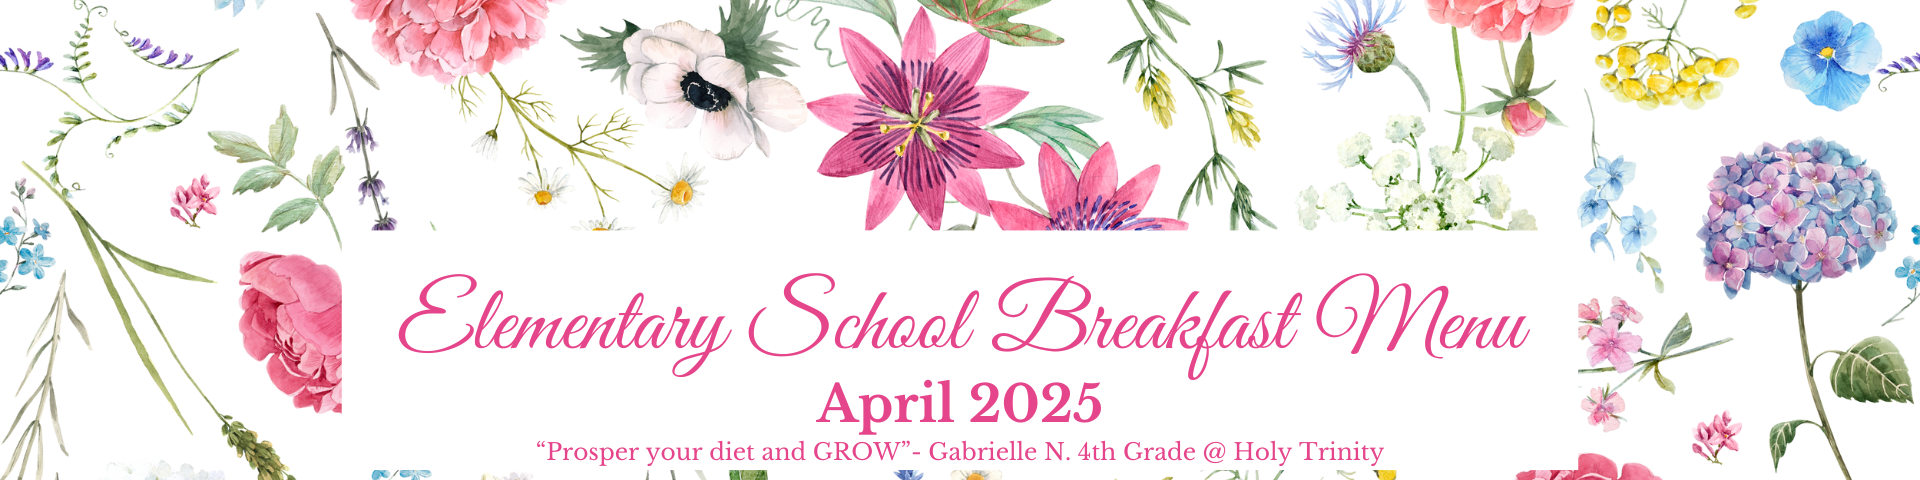 Elementary School Breakfast Menu
April 2025
“Prosper your diet and GROW”- Gabrielle N. 4th Grade @ Holy Trinity